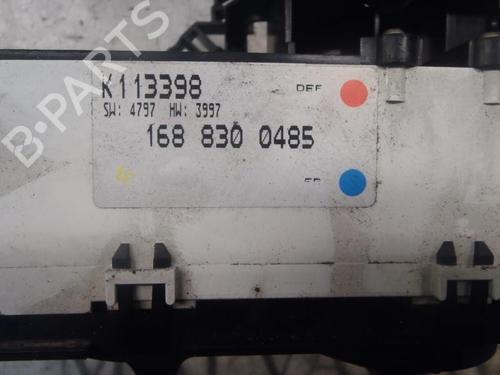 B-PARTS
K113398
DEF
SW: 4797 HW: 3997
168 830 0485